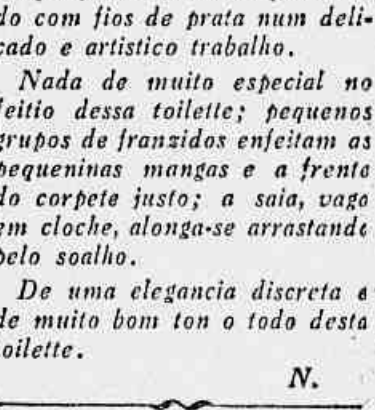 do com fios de prata num deli-
cado e artistico trabalho.
Nada de muito especial no
feitio dessa toilette; pequenos
grupos de franzidos enfeitam as
pequeninas mangas e a frente
do corpete justo; a saia, vago
em cloche, alonga-se arrastando
pelo soalho.
De uma elegancia discreta e
de muito bom ton o todo desta
toilette.
N.